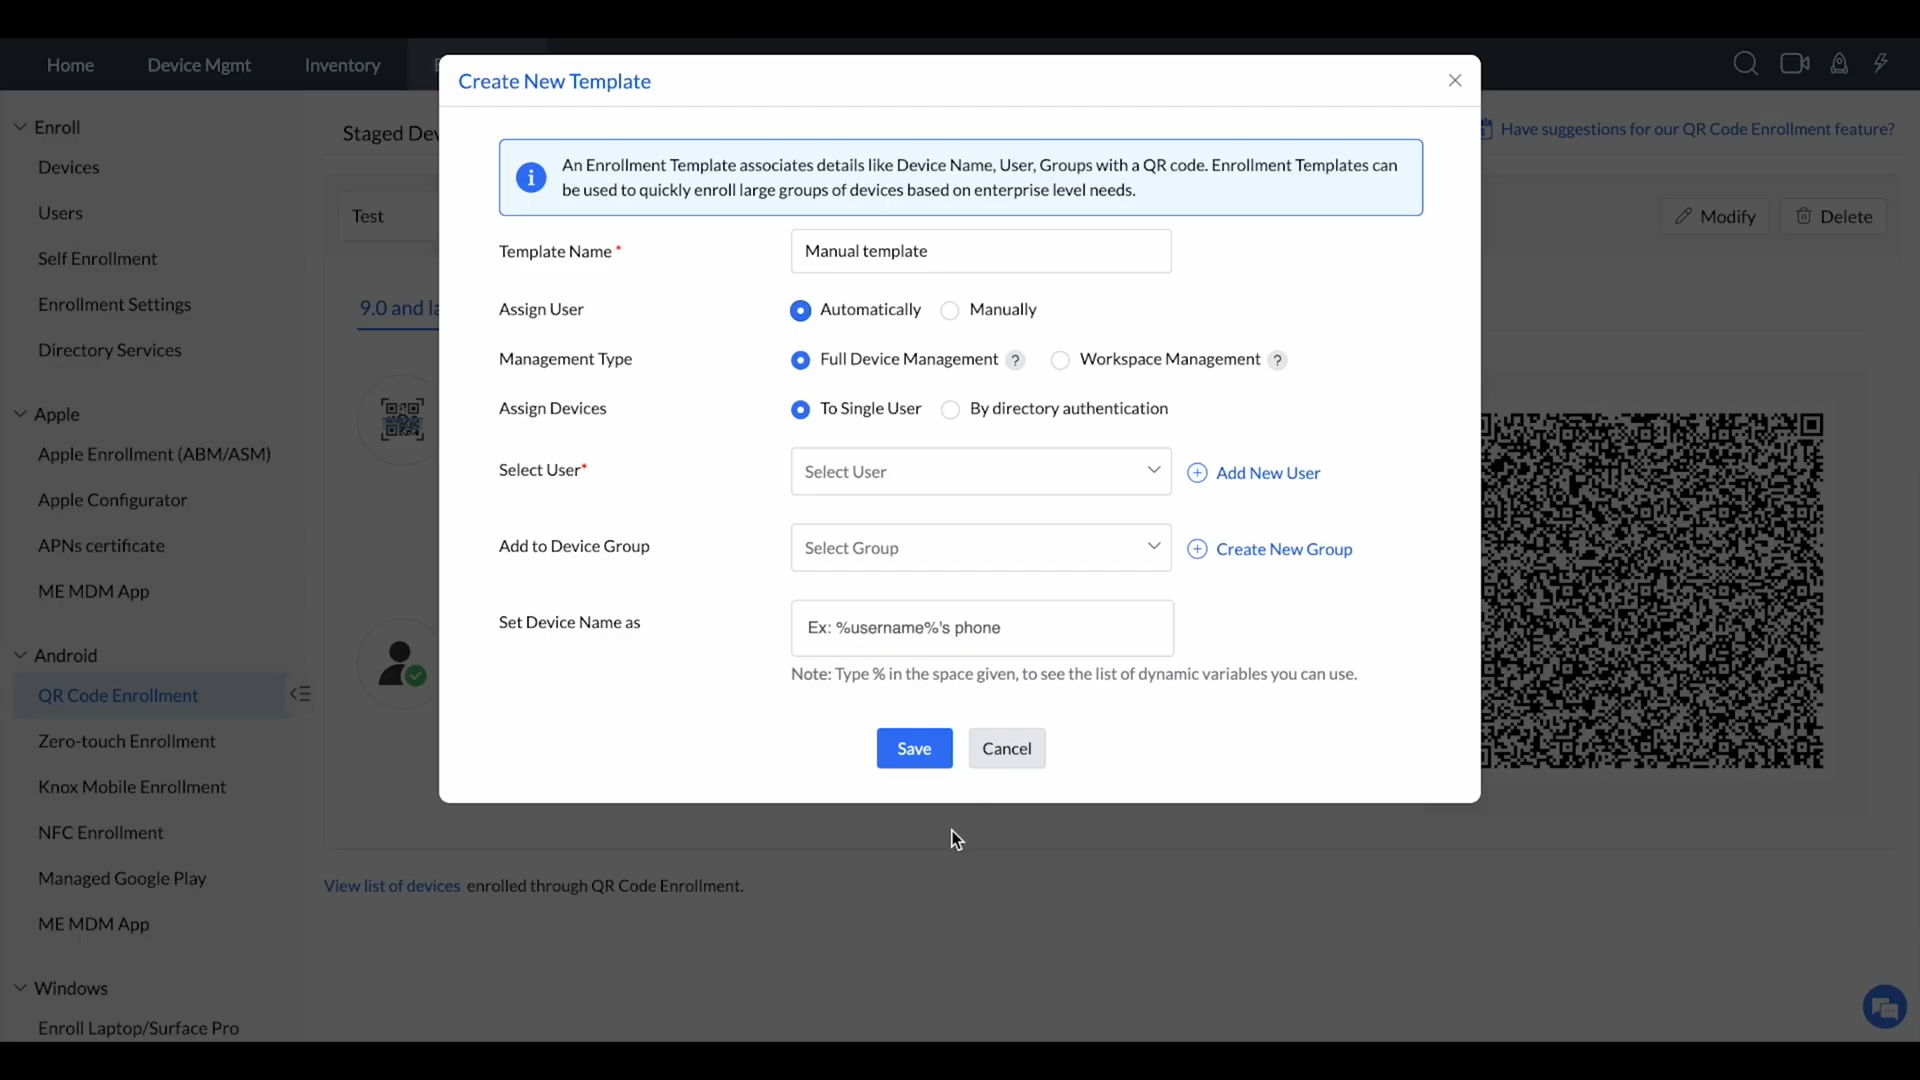 Home
Device Mgmt
Inventory
Create New Template
Enroll
Devices
Users
Self Enrollment
Enrollment Settings
Directory Services
Apple
Apple Enrollment (ABM/ASM)
Apple Configurator
APNs certificate
ME MDM App
Android
QR Code Enrollment
Zero-touch Enrollment
Knox Mobile Enrollment
NFC Enrollment
Managed Google Play
ME MDM App
Windows
Enroll Laptop/Surface Pro
Staged Dev
Have suggestions for our QR Code Enrollment feature?
Test
Modify
Delete
9.0 and la
An Enrollment Template associates details like Device Name, User, Groups with a QR code. Enrollment Templates can
be used to quickly enroll large groups of devices based on enterprise level needs.
Template Name *
Manual template
Assign User
Automatically
Manually
Management Type
Full Device Management ?
Workspace Management ?
Assign Devices
To Single User
By directory authentication
Select User*
Select User
Add New User
Add to Device Group
Select Group
Create New Group
Set Device Name as
Ex: %username%'s phone
Note: Type % in the space given, to see the list of dynamic variables you can use.
Save
Cancel
View list of devices enrolled through QR Code Enrollment.